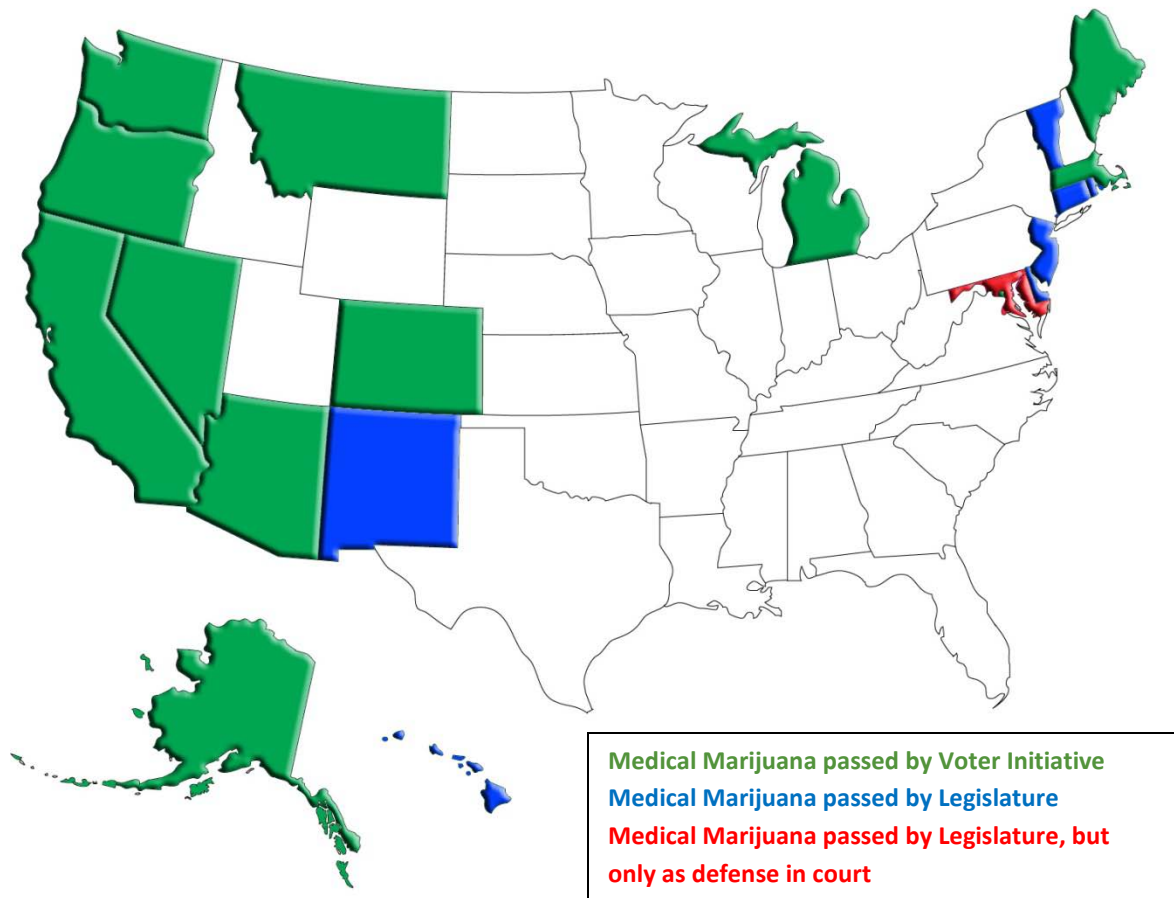 Medical Marijuana passed by Voter Initiative
Medical Marijuana passed by Legislature
Medical Marijuana passed by Legislature, but
only as defense in court